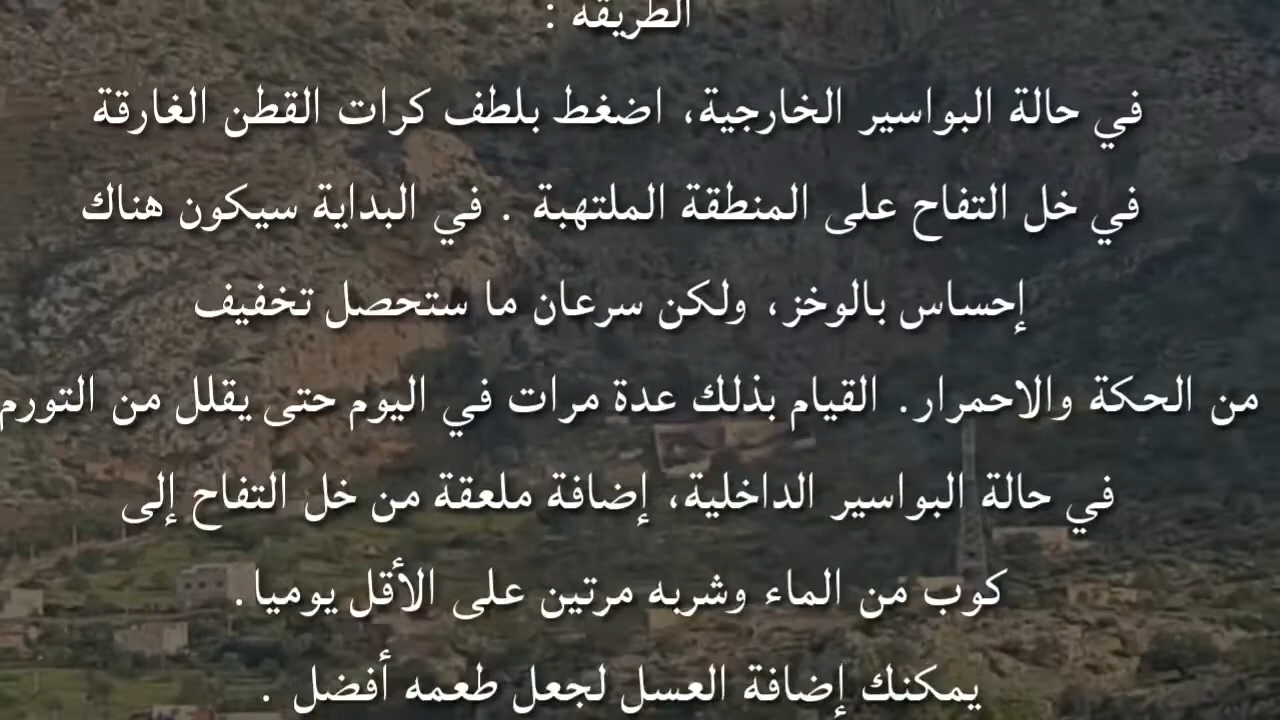 الطريقه :
في حالة البواسير الخارجية، اضغط بلطف كرات القطن الغارقة
في خل التفاح على المنطقة الملتهبة . في البداية سيكون هناك
إحساس بالوخز، ولكن سرعان ما ستحصل تخفيف
من الحكة والاحمرار. القيام بذلك عدة مرات في اليوم حتى يقلل من التورم
في حالة البواسير الداخلية، إضافة ملعقة من خل التفاح إلى
كوب من الماء وشربه مرتين على الأقل يوميا.
يمكنك إضافة العسل لجعل طعمه أفضل .